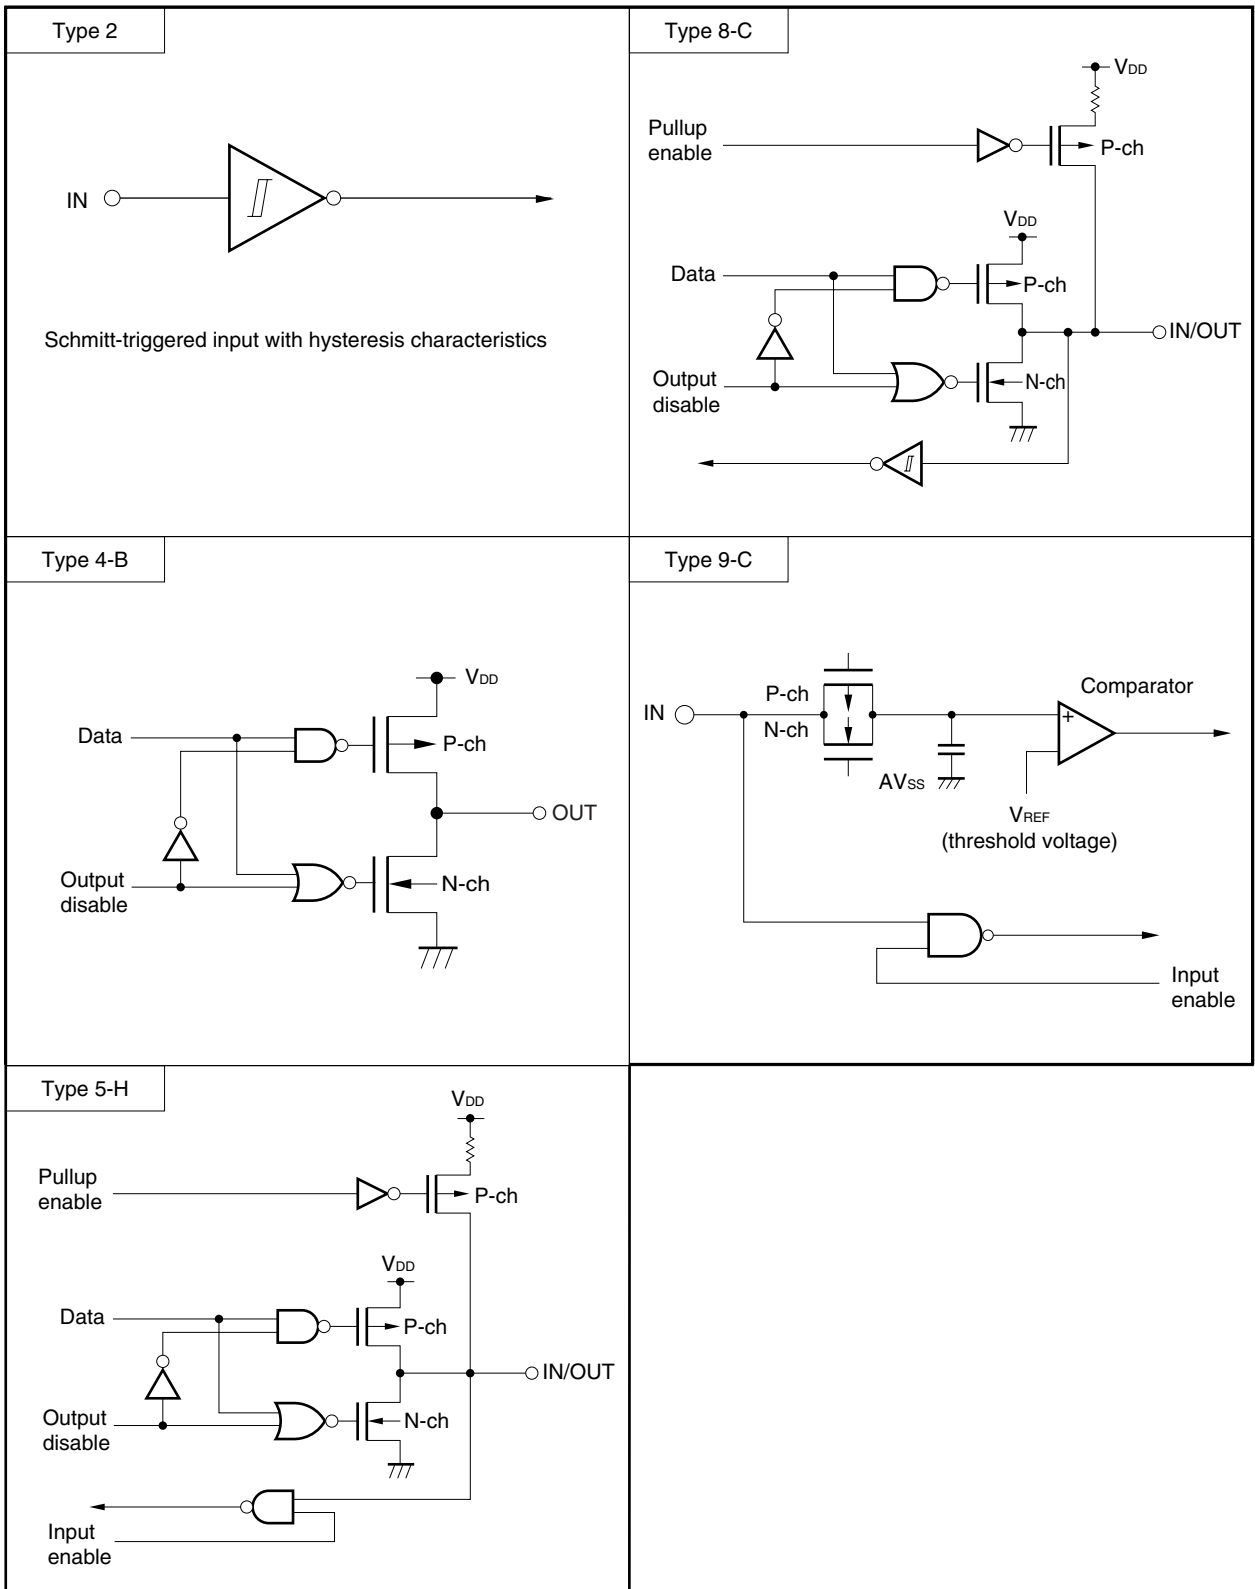 Type 2
IN
Schmitt-triggered input with hysteresis characteristics
Type 8-C
VDD
Pullup
enable
P-ch
VDD
Data
P-ch
IN/OUT
Output
disable
N-ch
Type 4-B
VDD
Data
P-ch
OUT
Output
disable
N-ch
Type 9-C
P-ch
Comparator
IN
N-ch
+
AVSS
VREF
(threshold voltage)
Input
enable
Type 5-H
VDD
Pullup
enable
P-ch
VDD
Data
P-ch
IN/OUT
Output
disable
N-ch
Input
enable